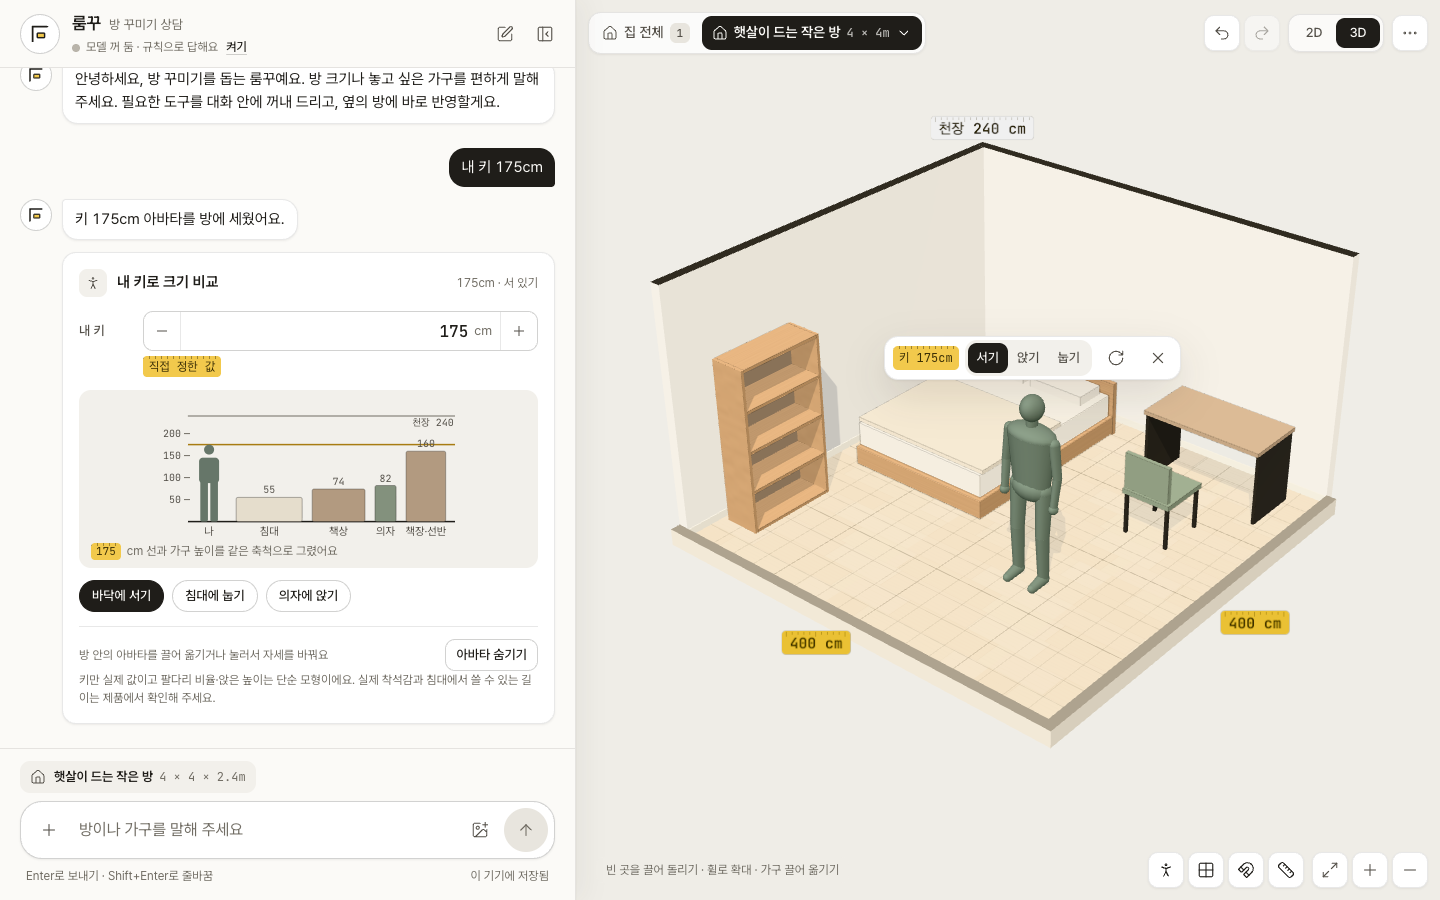 룸꾸 방 꾸미기 상담
모델 꺼 둠 · 규칙으로 답해요 켜기
안녕하세요, 방 꾸미기를 돕는 룸꾸예요. 방 크기나 놓고 싶은 가구를 편하게 말해
주세요. 필요한 도구를 대화 안에 꺼내 드리고, 옆의 방에 바로 반영할게요.
내 키 175cm
키 175cm 아바타를 방에 세웠어요.
내 키로 크기 비교 175cm · 서 있기
내 키 175 cm
직접 정한 값
천장 240
200
160
150
100
50
55
74
82
나 침대 책상 의자 책장·선반
175 cm 선과 가구 높이를 같은 축척으로 그렸어요
바닥에 서기 침대에 눕기 의자에 앉기
방 안의 아바타를 끌어 옮기거나 눌러서 자세를 바꿔요 아바타 숨기기
키만 실제 값이고 팔다리 비율·앉은 높이는 단순 모형이에요. 실제 착석감과 침대에서 쓸 수 있는 길
이는 제품에서 확인해 주세요.
햇살이 드는 작은 방 4 × 4 × 2.4m
방이나 가구를 말해 주세요
Enter로 보내기 · Shift+Enter로 줄바꿈 이 기기에 저장됨
집 전체 1 햇살이 드는 작은 방 4 × 4m
2D 3D
천장 240 cm
키 175cm 서기 앉기 눕기
400 cm
400 cm
빈 곳을 끌어 돌리기 · 휠로 확대 · 가구 끌어 옮기기